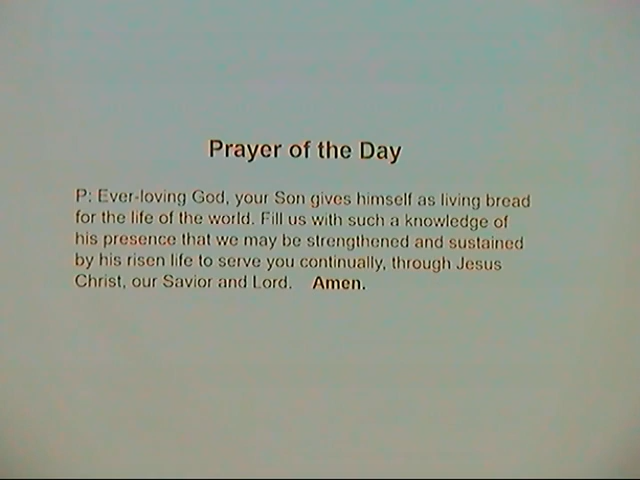 Prayer of the Day
P: Ever-loving God, your Son gives himself as living bread
for the life of the world. Fill us with such a knowledge of
his presence that we may be strengthened and sustained
by his risen life to serve you continually, through Jesus
Christ, our Savior and Lord. Amen.